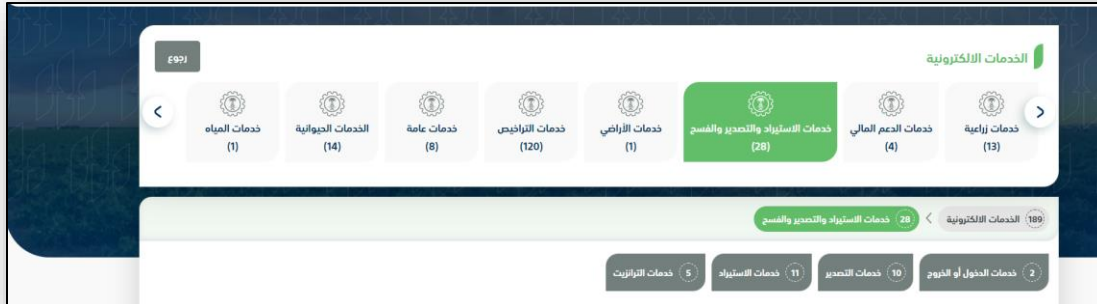 الخدمات الالكترونية
رجوع
خدمات زراعية
(13)
خدمات الدعم المالي
(4)
خدمات الاستيراد والتصدير والفسح
(28)
خدمات الأراضي
(1)
خدمات التراخيص
(120)
خدمات عامة
(8)
الخدمات الحيوانية
(14)
خدمات المياه
(1)
189 الخدمات الالكترونية
28 خدمات الاستيراد والتصدير والفسح
2 خدمات الدخول أو الخروج
10 خدمات التصدير
11 خدمات الاستيراد
5 خدمات الترانزيت